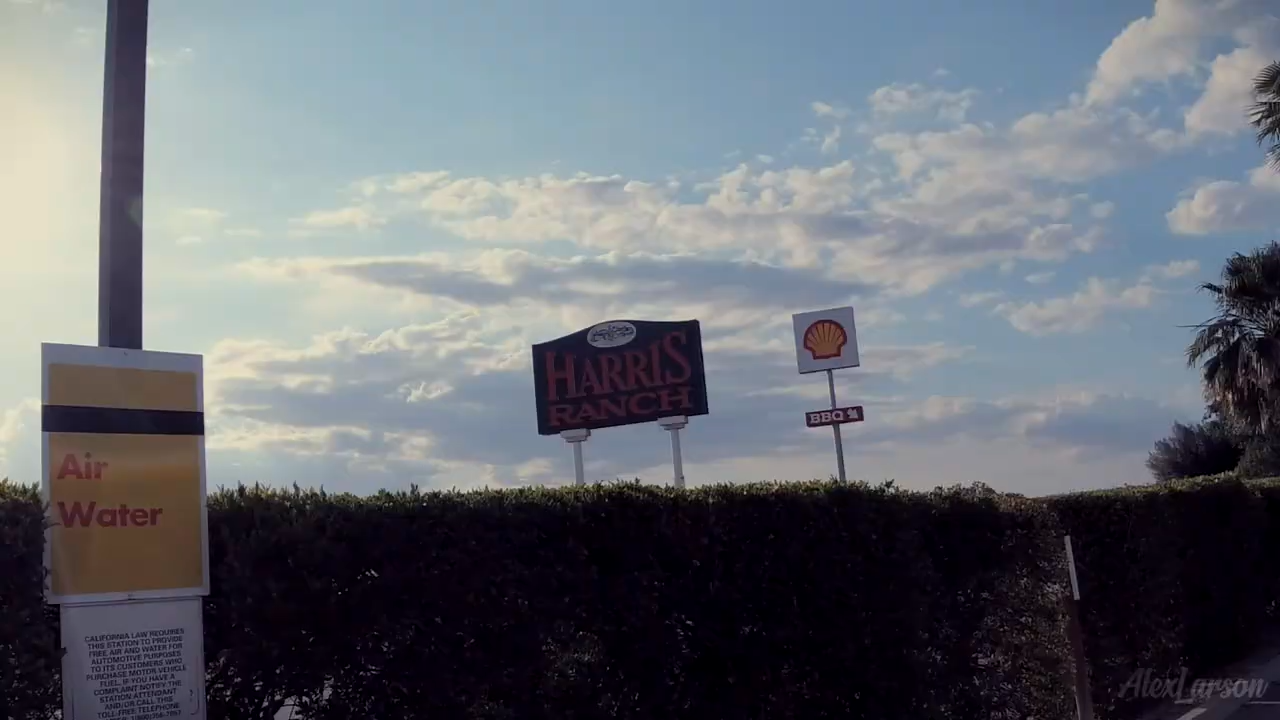 HARRIS
RANCH
BBQ
Air
Water
CALIFORNIA LAW REQUIRES
THIS STATION TO PROVIDE
FREE AIR AND WATER FOR
AUTOMOTIVE PURPOSES
TO ITS CUSTOMERS WHO
PURCHASE MOTOR VEHICLE
FUEL. IF YOU HAVE A
COMPLAINT NOTIFY THE
STATION ATTENDANT
AND/OR CALL THIS
TOLL-FREE TELEPHONE
AlexLarson